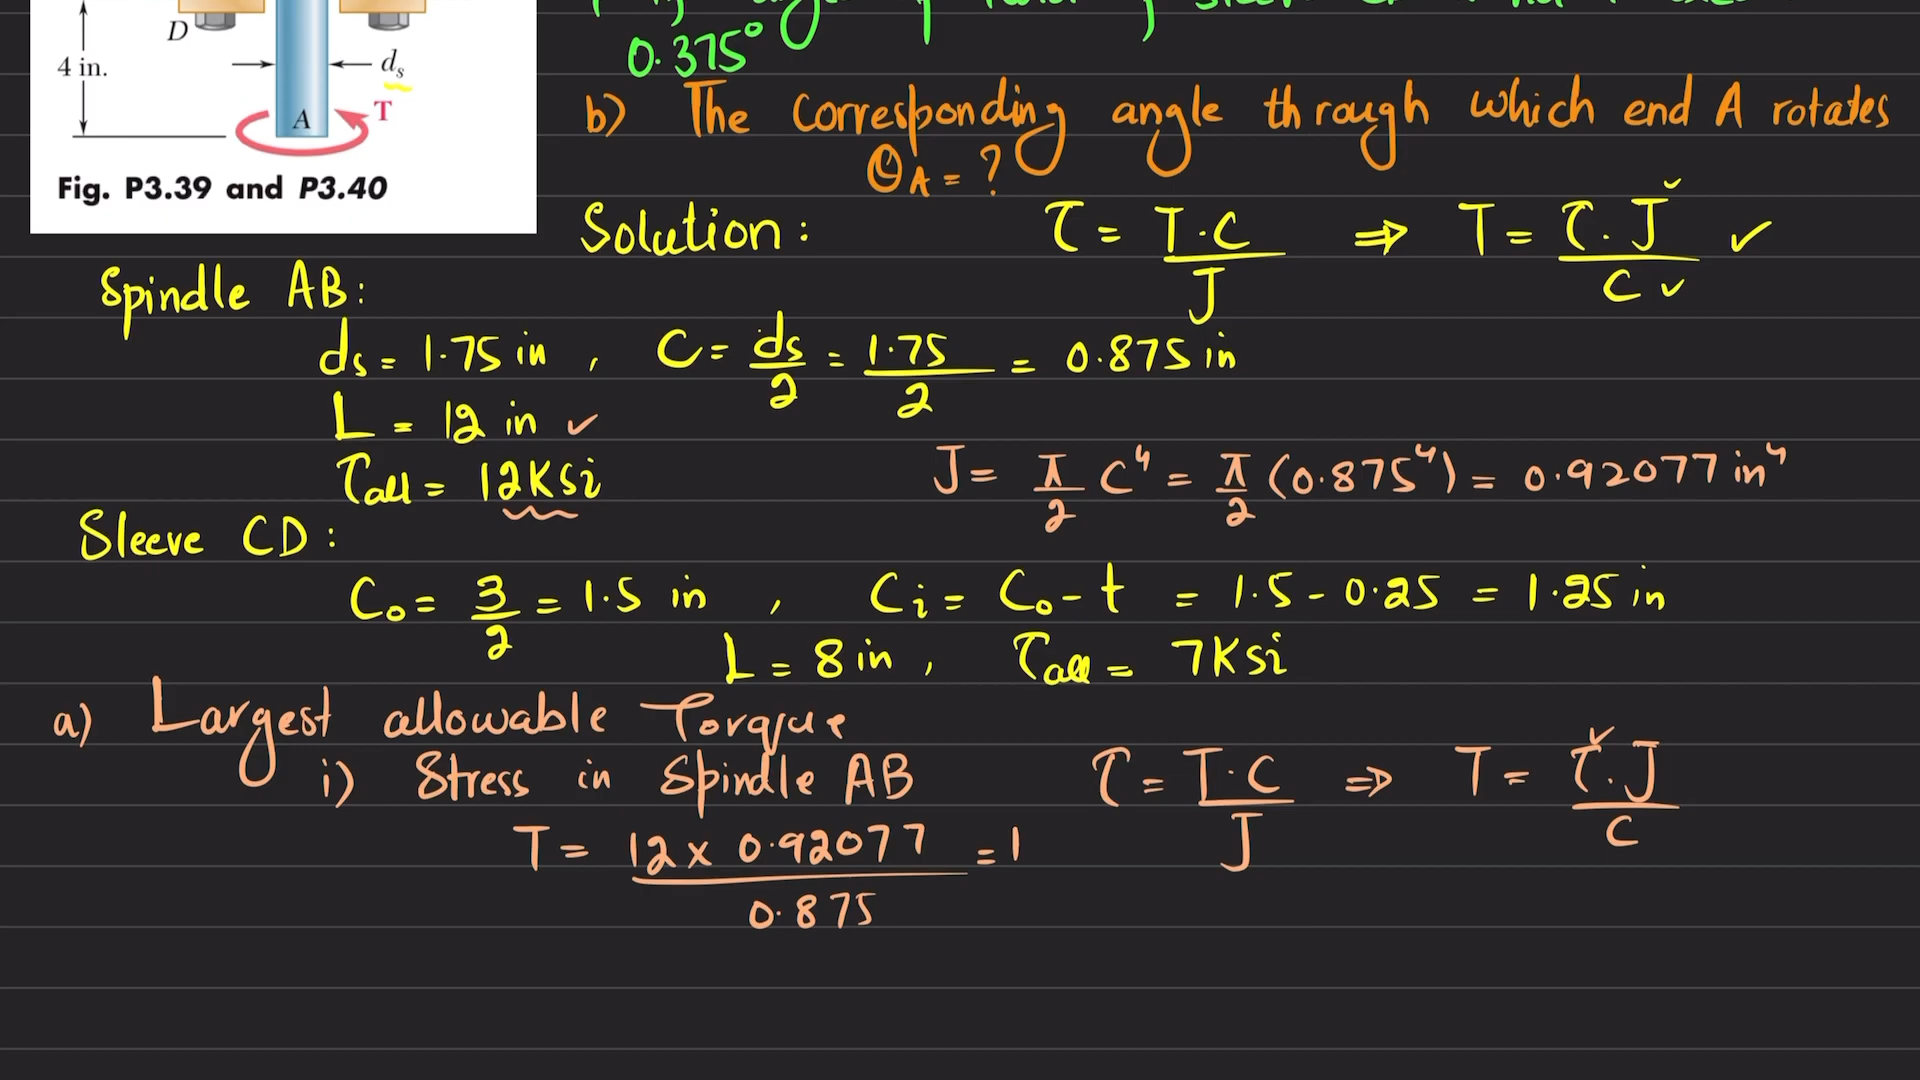 D
4 in.
A
dₛ
T
Fig. P3.39 and P3.40
0.375°
b) The Corresponding angle through which end A rotates
θA = ?
Solution: τ = T·C/J ⇒ T = τ·J/C ✓
Spindle AB:
ds = 1.75 in , C = ds/2 = 1.75/2 = 0.875 in
L = 12 in ✓
τall = 12Ksi J = π/2 C⁴ = π/2 (0.875⁴) = 0.92077 in⁴
Sleeve CD:
Co = 3/2 = 1.5 in , Ci = Co - t = 1.5 - 0.25 = 1.25 in
L = 8 in , τall = 7Ksi
a) Largest allowable Torque
i) Stress in Spindle AB τ = T·C/J ⇒ T = τ·J/C
T = 12 x 0.92077/0.875 = 1